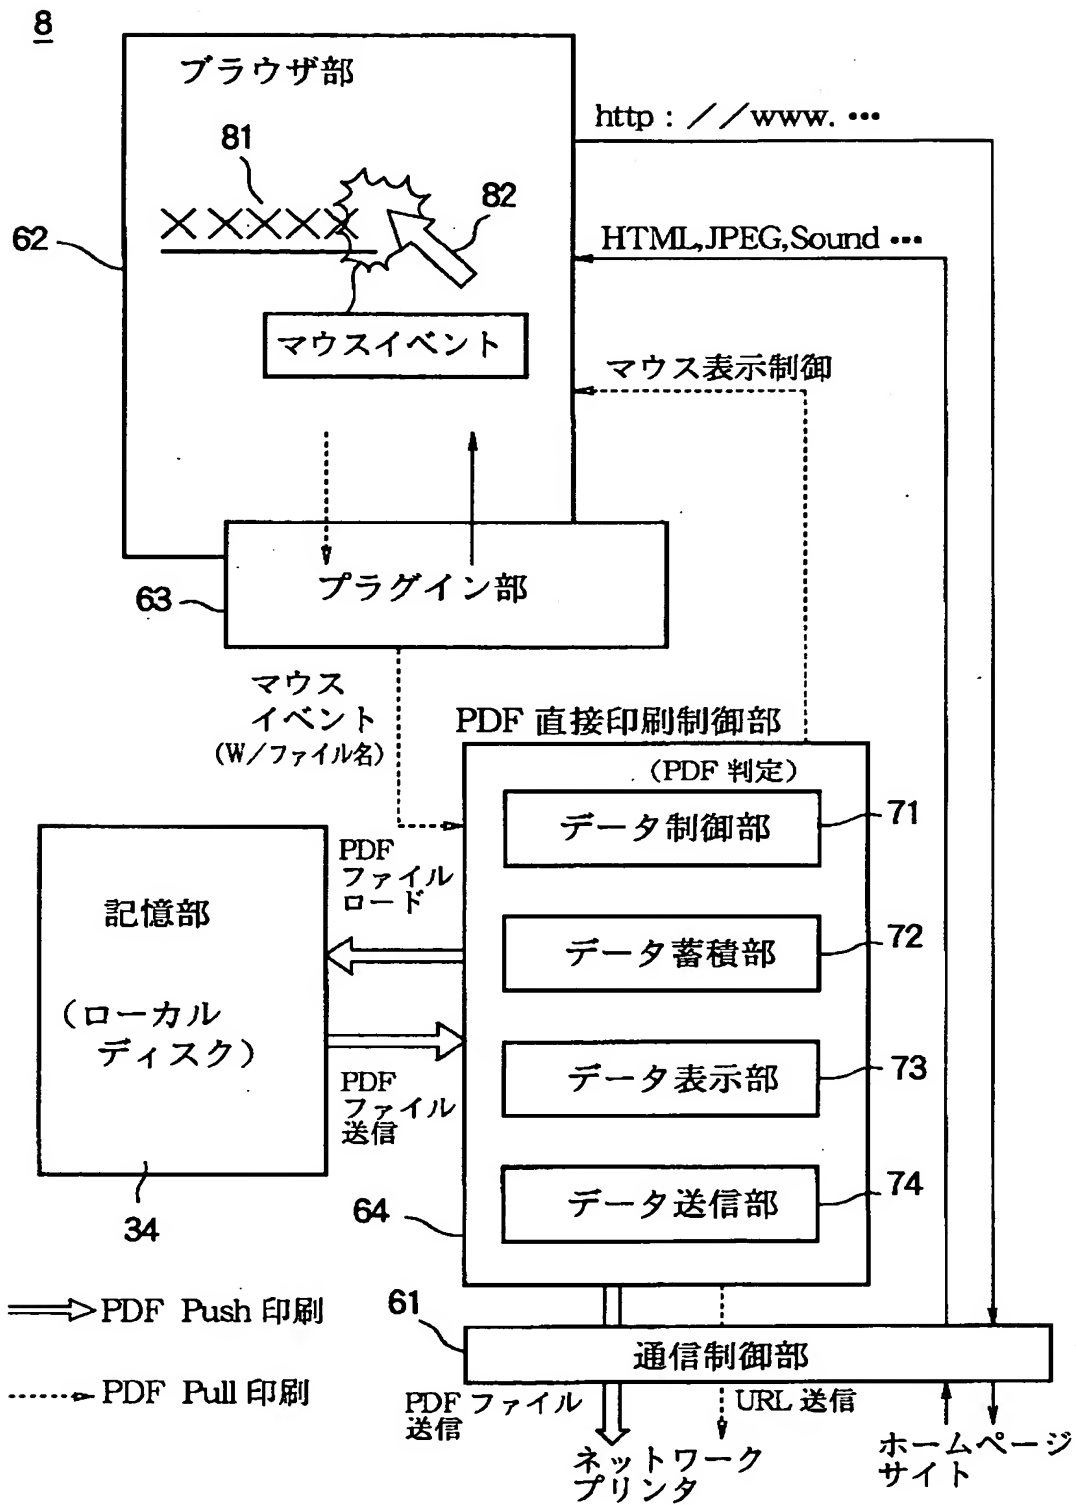 8
ブラウザ部
http : //www. •••
81
82
××××× 
62
HTML,JPEG,Sound •••
マウスイベント
マウス表示制御
プラグイン部
63
マウス
イベント
(W/ファイル名)
PDF 直接印刷制御部
(PDF 判定)
データ制御部
71
PDF
ファイル
ロード
記憶部
データ蓄積部
72
(ローカル
ディスク)
データ表示部
73
PDF
ファイル
送信
データ送信部
74
34
64
PDF Push 印刷
61
通信制御部
PDF Pull 印刷
PDF ファイル
送信
URL 送信
ネットワーク
プリンタ
ホームページ
サイト